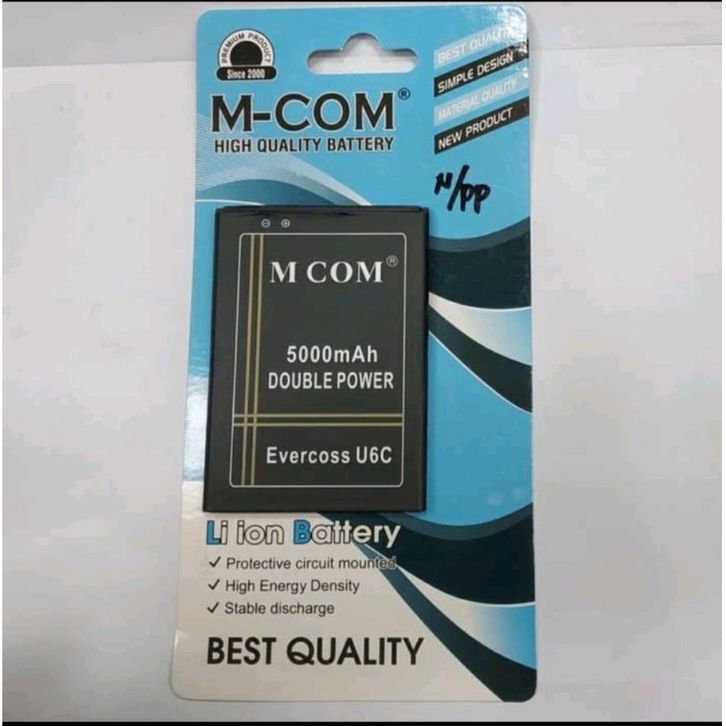 PREMIUM PRODUCT
Since 2000
BEST QUALITY
SIMPLE DESIGN
MATERIAL QUALITY
NEW PRODUCT
M-COM®
HIGH QUALITY BATTERY
N/PP
M COM®
5000mAh
DOUBLE POWER
Evercoss U6C
Li ion Battery
✓ Protective circuit mounted
✓ High Energy Density
✓ Stable discharge
BEST QUALITY